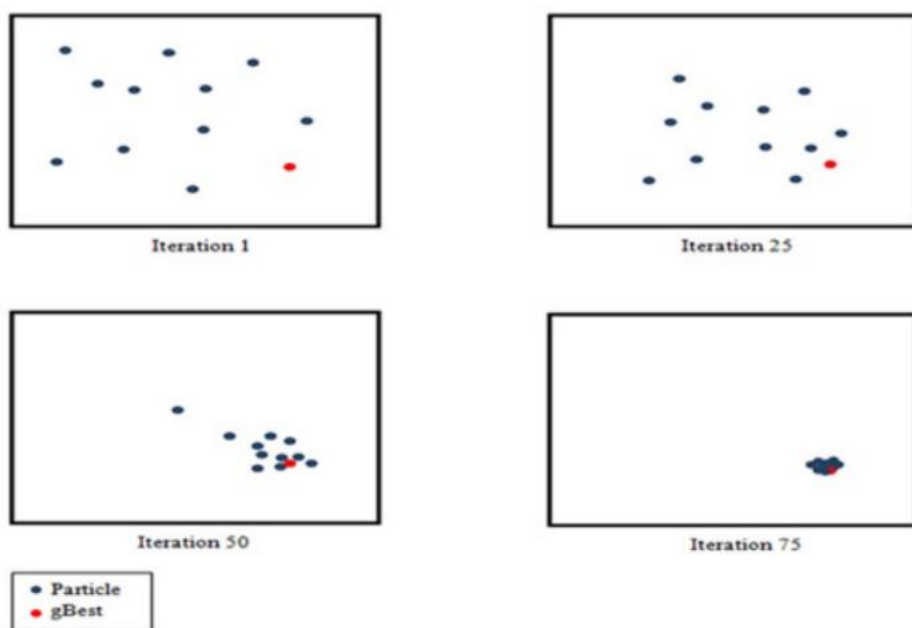 Iteration 1
Iteration 25
Iteration 50
Iteration 75
Particle
gBest